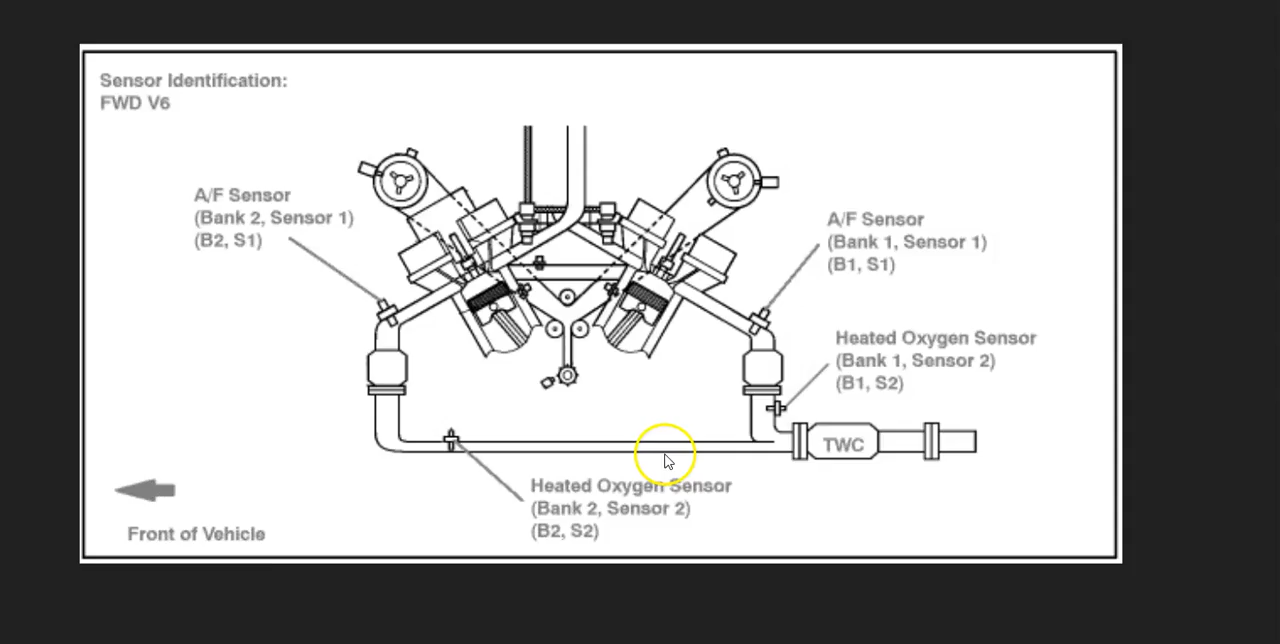 Sensor Identification:
FWD V6
A/F Sensor
(Bank 2, Sensor 1)
(B2, S1)
A/F Sensor
(Bank 1, Sensor 1)
(B1, S1)
Heated Oxygen Sensor
(Bank 1, Sensor 2)
(B1, S2)
TWC
Heated Oxygen Sensor
(Bank 2, Sensor 2)
(B2, S2)
Front of Vehicle